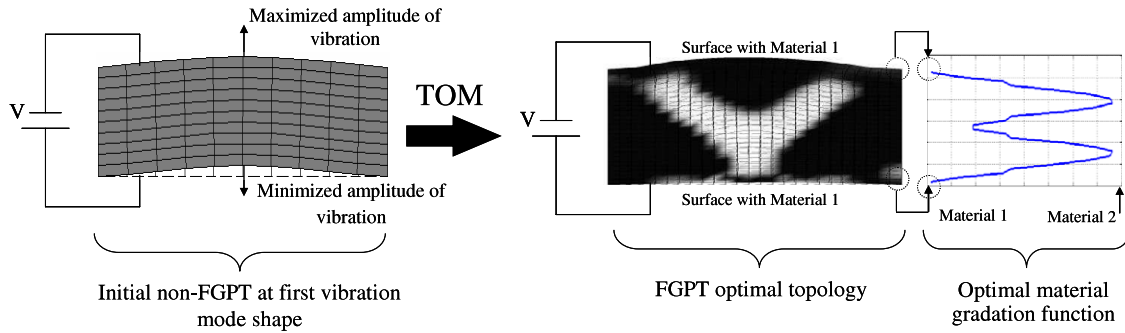 Maximized amplitude of
vibration
V
Minimized amplitude of
vibration
Initial non-FGPT at first vibration
mode shape
TOM
Surface with Material 1
V
Surface with Material 1
FGPT optimal topology
Material 1
Material 2
Optimal material
gradation function